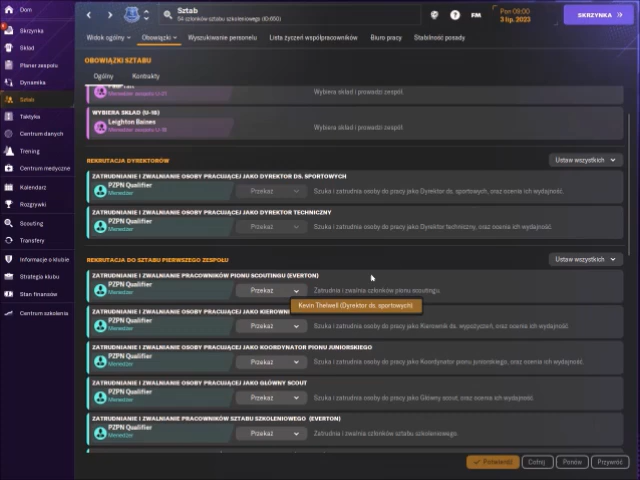 Dom
Sztab
54 członków sztabu szkoleniowego (ID:650)
FM
Pon 09:00
3 lip. 2023
SKRZYNKA
Skrzynka
Skład
Planer zespołu
Dynamika
Sztab
Taktyka
Centrum danych
Trening
Centrum medyczne
Kalendarz
Rozgrywki
Scouting
Transfery
Informacje o klubie
Strategia klubu
Stan finansów
Centrum szkolenia
Widok ogólny
Obowiązki
Wyszukiwanie personelu
Lista życzeń współpracowników
Biuro pracy
Stabilność posady
OBOWIĄZKI SZTABU
Ogólny
Kontrakty
Menedżer zespołu U-21
Wybiera skład i prowadzi zespół.
WYBIERA SKŁAD (U-18)
Leighton Baines
Menedżer zespołu U-18
Wybiera skład i prowadzi zespół.
REKRUTACJA DYREKTORÓW
Ustaw wszystkich
ZATRUDNIANIE I ZWALNIANIE OSOBY PRACUJĄCEJ JAKO DYREKTOR DS. SPORTOWYCH
PZPN Qualifier
Menedżer
Przekaż
Szuka i zatrudnia osoby do pracy jako Dyrektor ds. sportowych, oraz ocenia ich wydajność.
ZATRUDNIANIE I ZWALNIANIE OSOBY PRACUJĄCEJ JAKO DYREKTOR TECHNICZNY
PZPN Qualifier
Menedżer
Przekaż
Szuka i zatrudnia osoby do pracy jako Dyrektor techniczny, oraz ocenia ich wydajność.
REKRUTACJA DO SZTABU PIERWSZEGO ZESPOŁU
Ustaw wszystkich
ZATRUDNIANIE I ZWALNIANIE PRACOWNIKÓW PIONU SCOUTINGU (EVERTON)
PZPN Qualifier
Menedżer
Przekaż
Zatrudnia i zwalnia członków pionu scoutingu.
Kevin Thelwell (Dyrektor ds. sportowych)
ZATRUDNIANIE I ZWALNIANIE OSOBY PRACUJĄCEJ JAKO KIEROWN
PZPN Qualifier
Menedżer
Przekaż
Szuka i zatrudnia osoby do pracy jako Kierownik ds. wypożyczeń, oraz ocenia ich wydajność.
ZATRUDNIANIE I ZWALNIANIE OSOBY PRACUJĄCEJ JAKO KOORDYNATOR PIONU JUNIORSKIEGO
PZPN Qualifier
Menedżer
Przekaż
Szuka i zatrudnia osoby do pracy jako Koordynator pionu juniorskiego, oraz ocenia ich wydajność.
ZATRUDNIANIE I ZWALNIANIE OSOBY PRACUJĄCEJ JAKO GŁÓWNY SCOUT
PZPN Qualifier
Menedżer
Przekaż
Szuka i zatrudnia osoby do pracy jako Główny scout, oraz ocenia ich wydajność.
ZATRUDNIANIE I ZWALNIANIE PRACOWNIKÓW SZTABU SZKOLENIOWEGO (EVERTON)
PZPN Qualifier
Menedżer
Przekaż
Zatrudnia i zwalnia członków sztabu szkoleniowego.
Potwierdź
Cofnij
Ponów
Przywróć